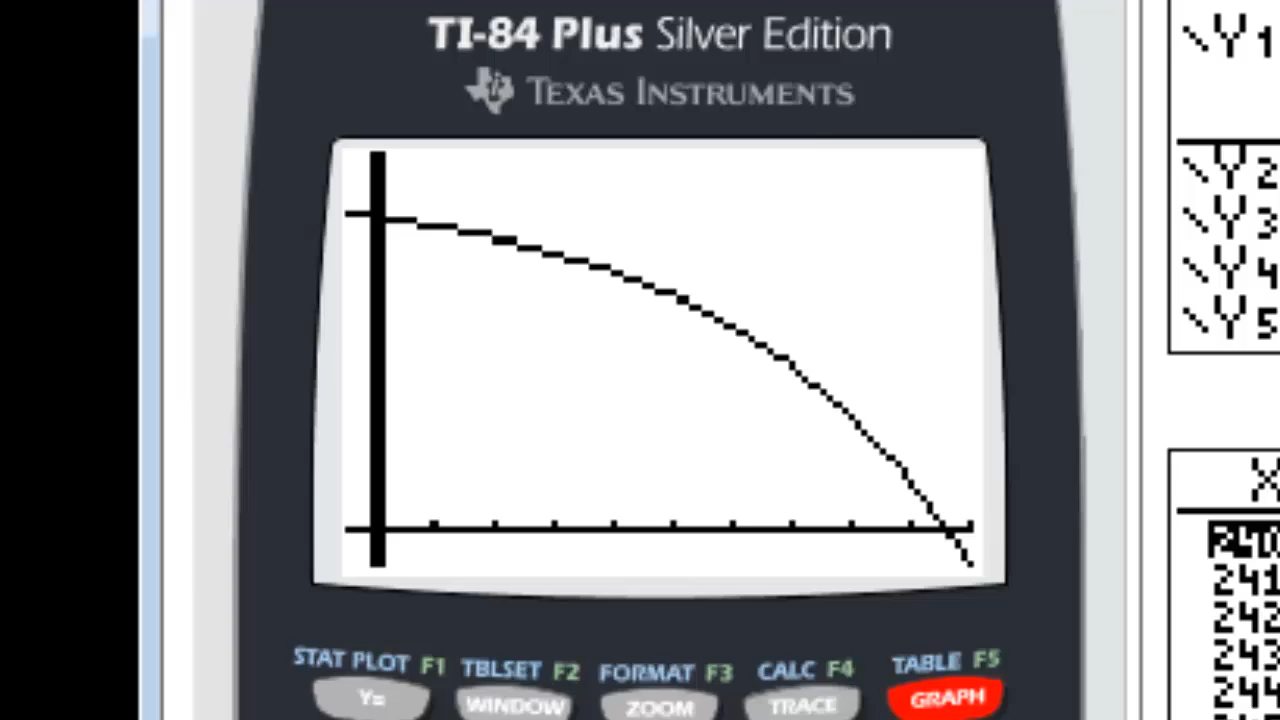 TI-84 Plus Silver Edition
TEXAS INSTRUMENTS
STAT PLOT F1 TBLSET F2 FORMAT F3 CALC F4 TABLE F5
Y= WINDOW ZOOM TRACE GRAPH
\Y1
\Y2
\Y3
\Y4
\Y5
X
240
241
242
243
244